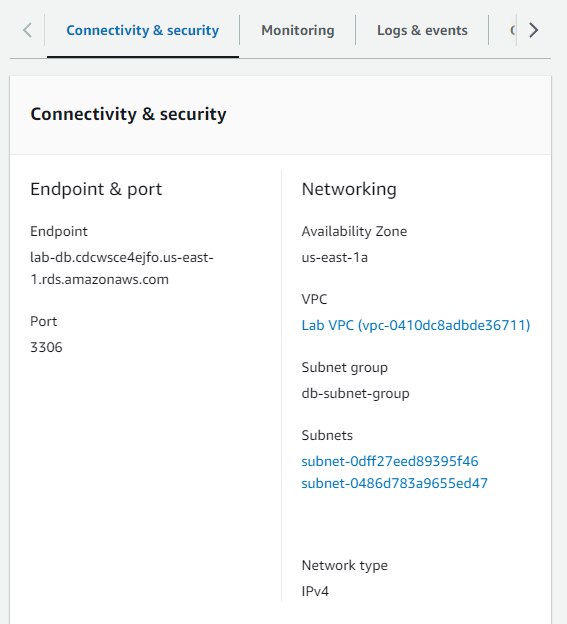 Connectivity & security
Monitoring
Logs & events
Connectivity & security
Endpoint & port
Endpoint
lab-db.cdcwsce4ejfo.us-east-
1.rds.amazonaws.com
Port
3306
Networking
Availability Zone
us-east-1a
VPC
Lab VPC (vpc-0410dc8adbde36711)
Subnet group
db-subnet-group
Subnets
subnet-0dff27eed89395f46
subnet-0486d783a9655ed47
Network type
IPv4